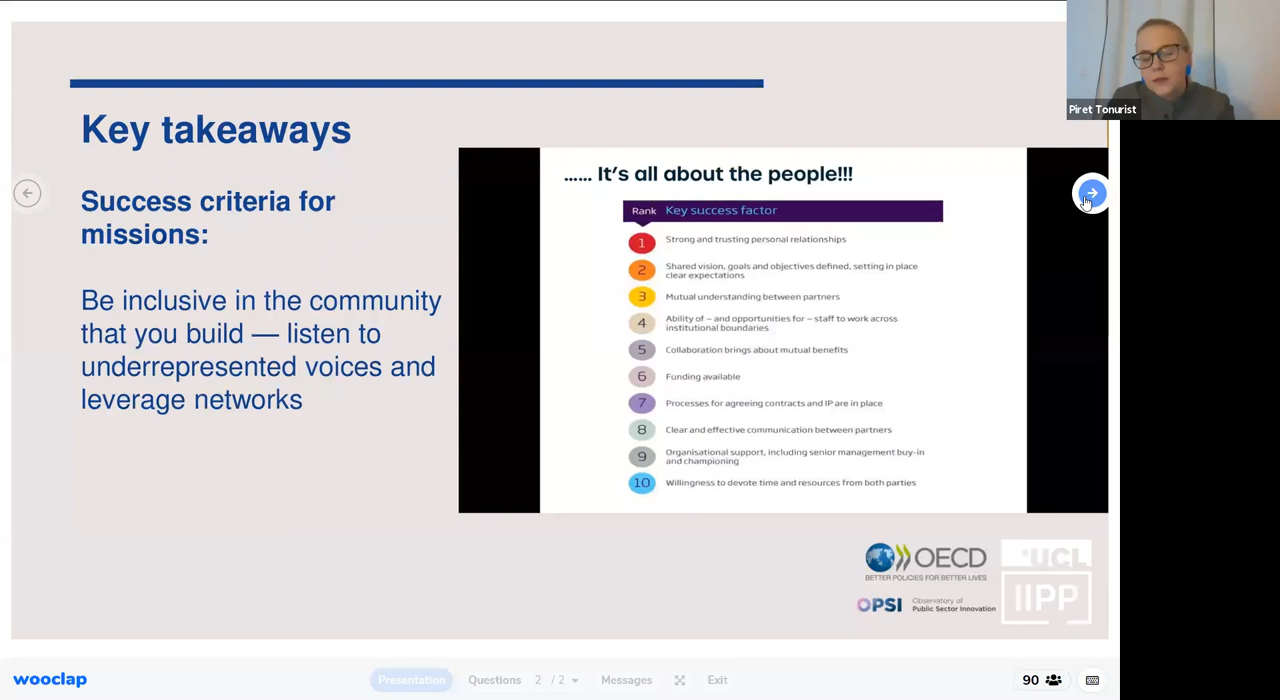 Piret Tonurist
Key takeaways
Success criteria for
missions:
Be inclusive in the community
that you build — listen to
underrepresented voices and
leverage networks
...... It's all about the people!!!
Rank Key success factor
1 Strong and trusting personal relationships
2 Shared vision, goals and objectives defined, setting in place
clear expectations
3 Mutual understanding between partners
4 Ability of – and opportunities for – staff to work across
institutional boundaries
5 Collaboration brings about mutual benefits
6 Funding available
7 Processes for agreeing contracts and IP are in place
8 Clear and effective communication between partners
9 Organisational support, including senior management buy-in
and championing
10 Willingness to devote time and resources from both parties
OECD
BETTER POLICIES FOR BETTER LIVES
OPSI Observatory of
Public Sector Innovation
UCL
IIPP
wooclap
Presentation Questions 2 / 2 Messages Exit
90